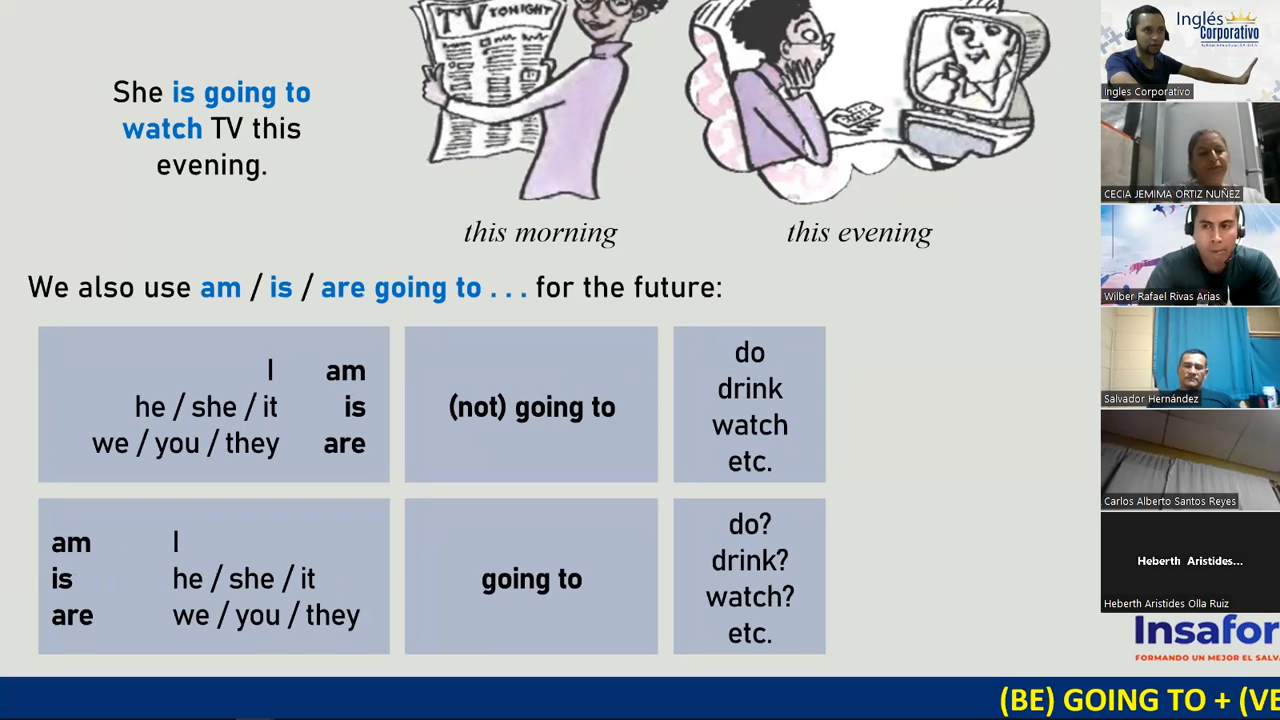 TV TONIGHT
She is going to
watch TV this
evening.
this morning
this evening
We also use am / is / are going to . . . for the future:
I am
he / she / it is
we / you / they are
(not) going to
do
drink
watch
etc.
am I
is he / she / it
are we / you / they
going to
do?
drink?
watch?
etc.
Inglés
Corporativo
Ingles Corporativo
CECIA JEMIMA ORTIZ NUÑEZ
Wilber Rafael Rivas Arias
Salvador Hernández
Carlos Alberto Santos Reyes
Heberth Aristides...
Heberth Aristides Olla Ruiz
Insafor
FORMANDO UN MEJOR EL SALV
(BE) GOING TO + (VE